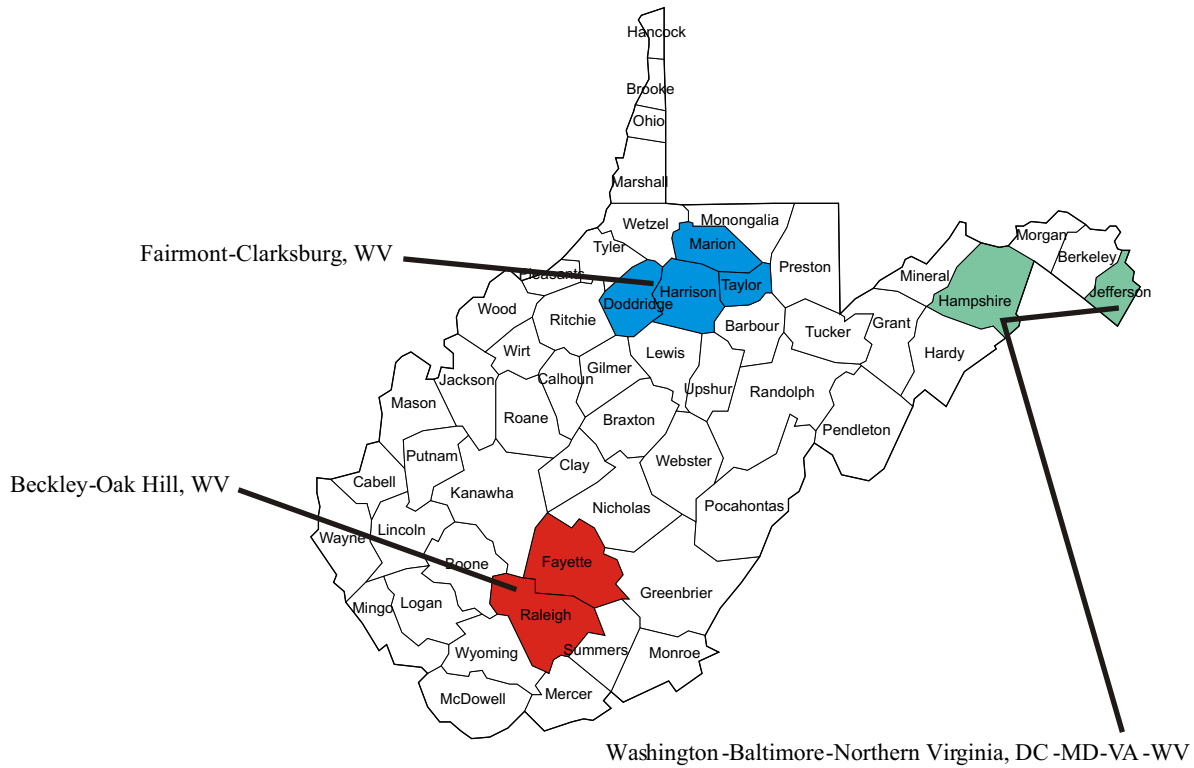 Hancock
Brooke
Ohio
Marshall
Wetzel
Monongalia
Marion
Tyler
Fairmont-Clarksburg, WV
Pleasants
Preston
Harrison
Taylor
Doddridge
Morgan
Berkeley
Mineral
Hampshire
Jefferson
Wood
Ritchie
Barbour
Tucker
Grant
Hardy
Wirt
Lewis
Gilmer
Calhoun
Jackson
Upshur
Randolph
Mason
Roane
Braxton
Pendleton
Putnam
Clay
Webster
Cabell
Beckley-Oak Hill, WV
Kanawha
Nicholas
Pocahontas
Lincoln
Wayne
Boone
Fayette
Greenbrier
Mingo
Logan
Raleigh
Summers
Monroe
Wyoming
McDowell
Mercer
Washington-Baltimore-Northern Virginia, DC-MD-VA-WV